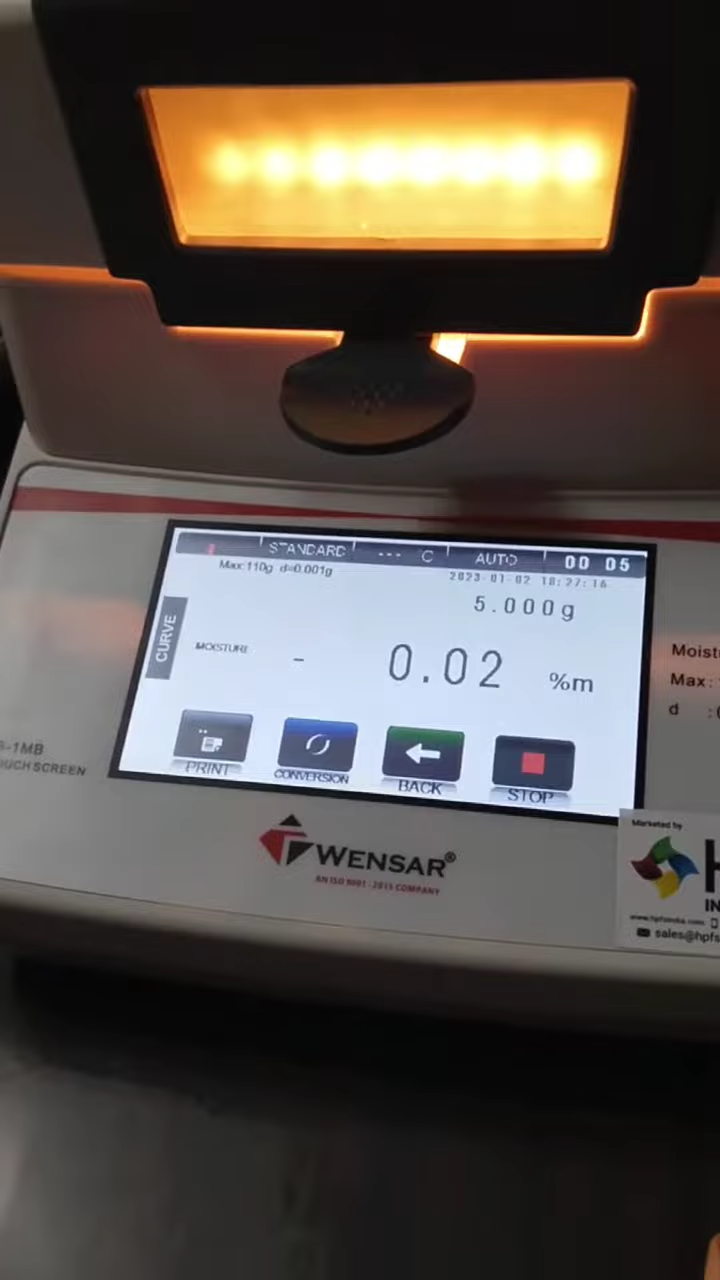 STANDARD --- C AUTO 00 05
Max:110g d=0.001g
2023-01-02 18:27:16
5.000g
CURVE
MOISTURE - 0.02 %m
PRINT CONVERSION BACK STOP
Moist
Max:
d :
-1MB
OUCH SCREEN
WENSAR®
AN ISO 9001 - 2015 COMPANY
Marketed by
H
IN
www.hpfsindia.com
sales@hpfs